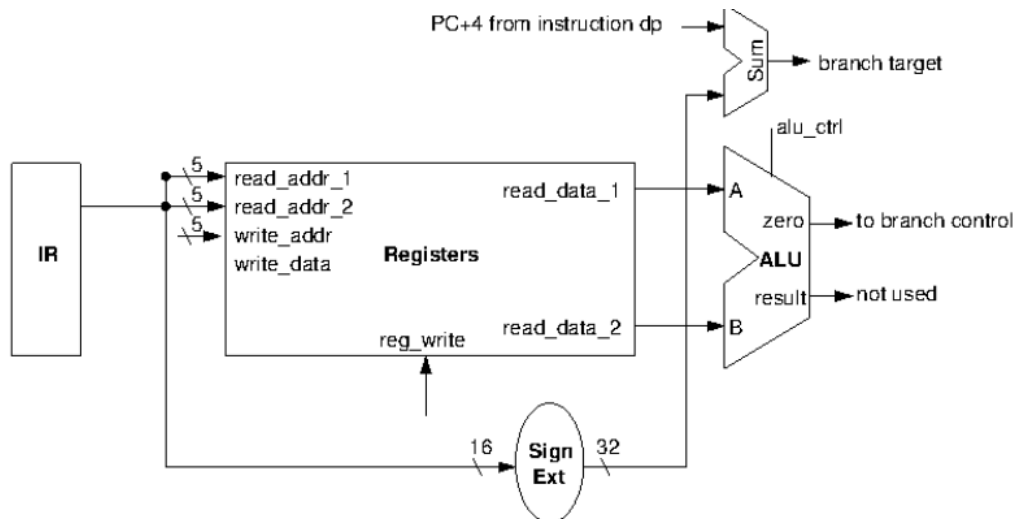 PC+4 from instruction dp
Sum
branch target
alu_ctrl
IR
5
read_addr_1
5
read_addr_2
5
write_addr
write_data
Registers
read_data_1
read_data_2
reg_write
A
zero
to branch control
ALU
result
not used
B
16
Sign
Ext
32